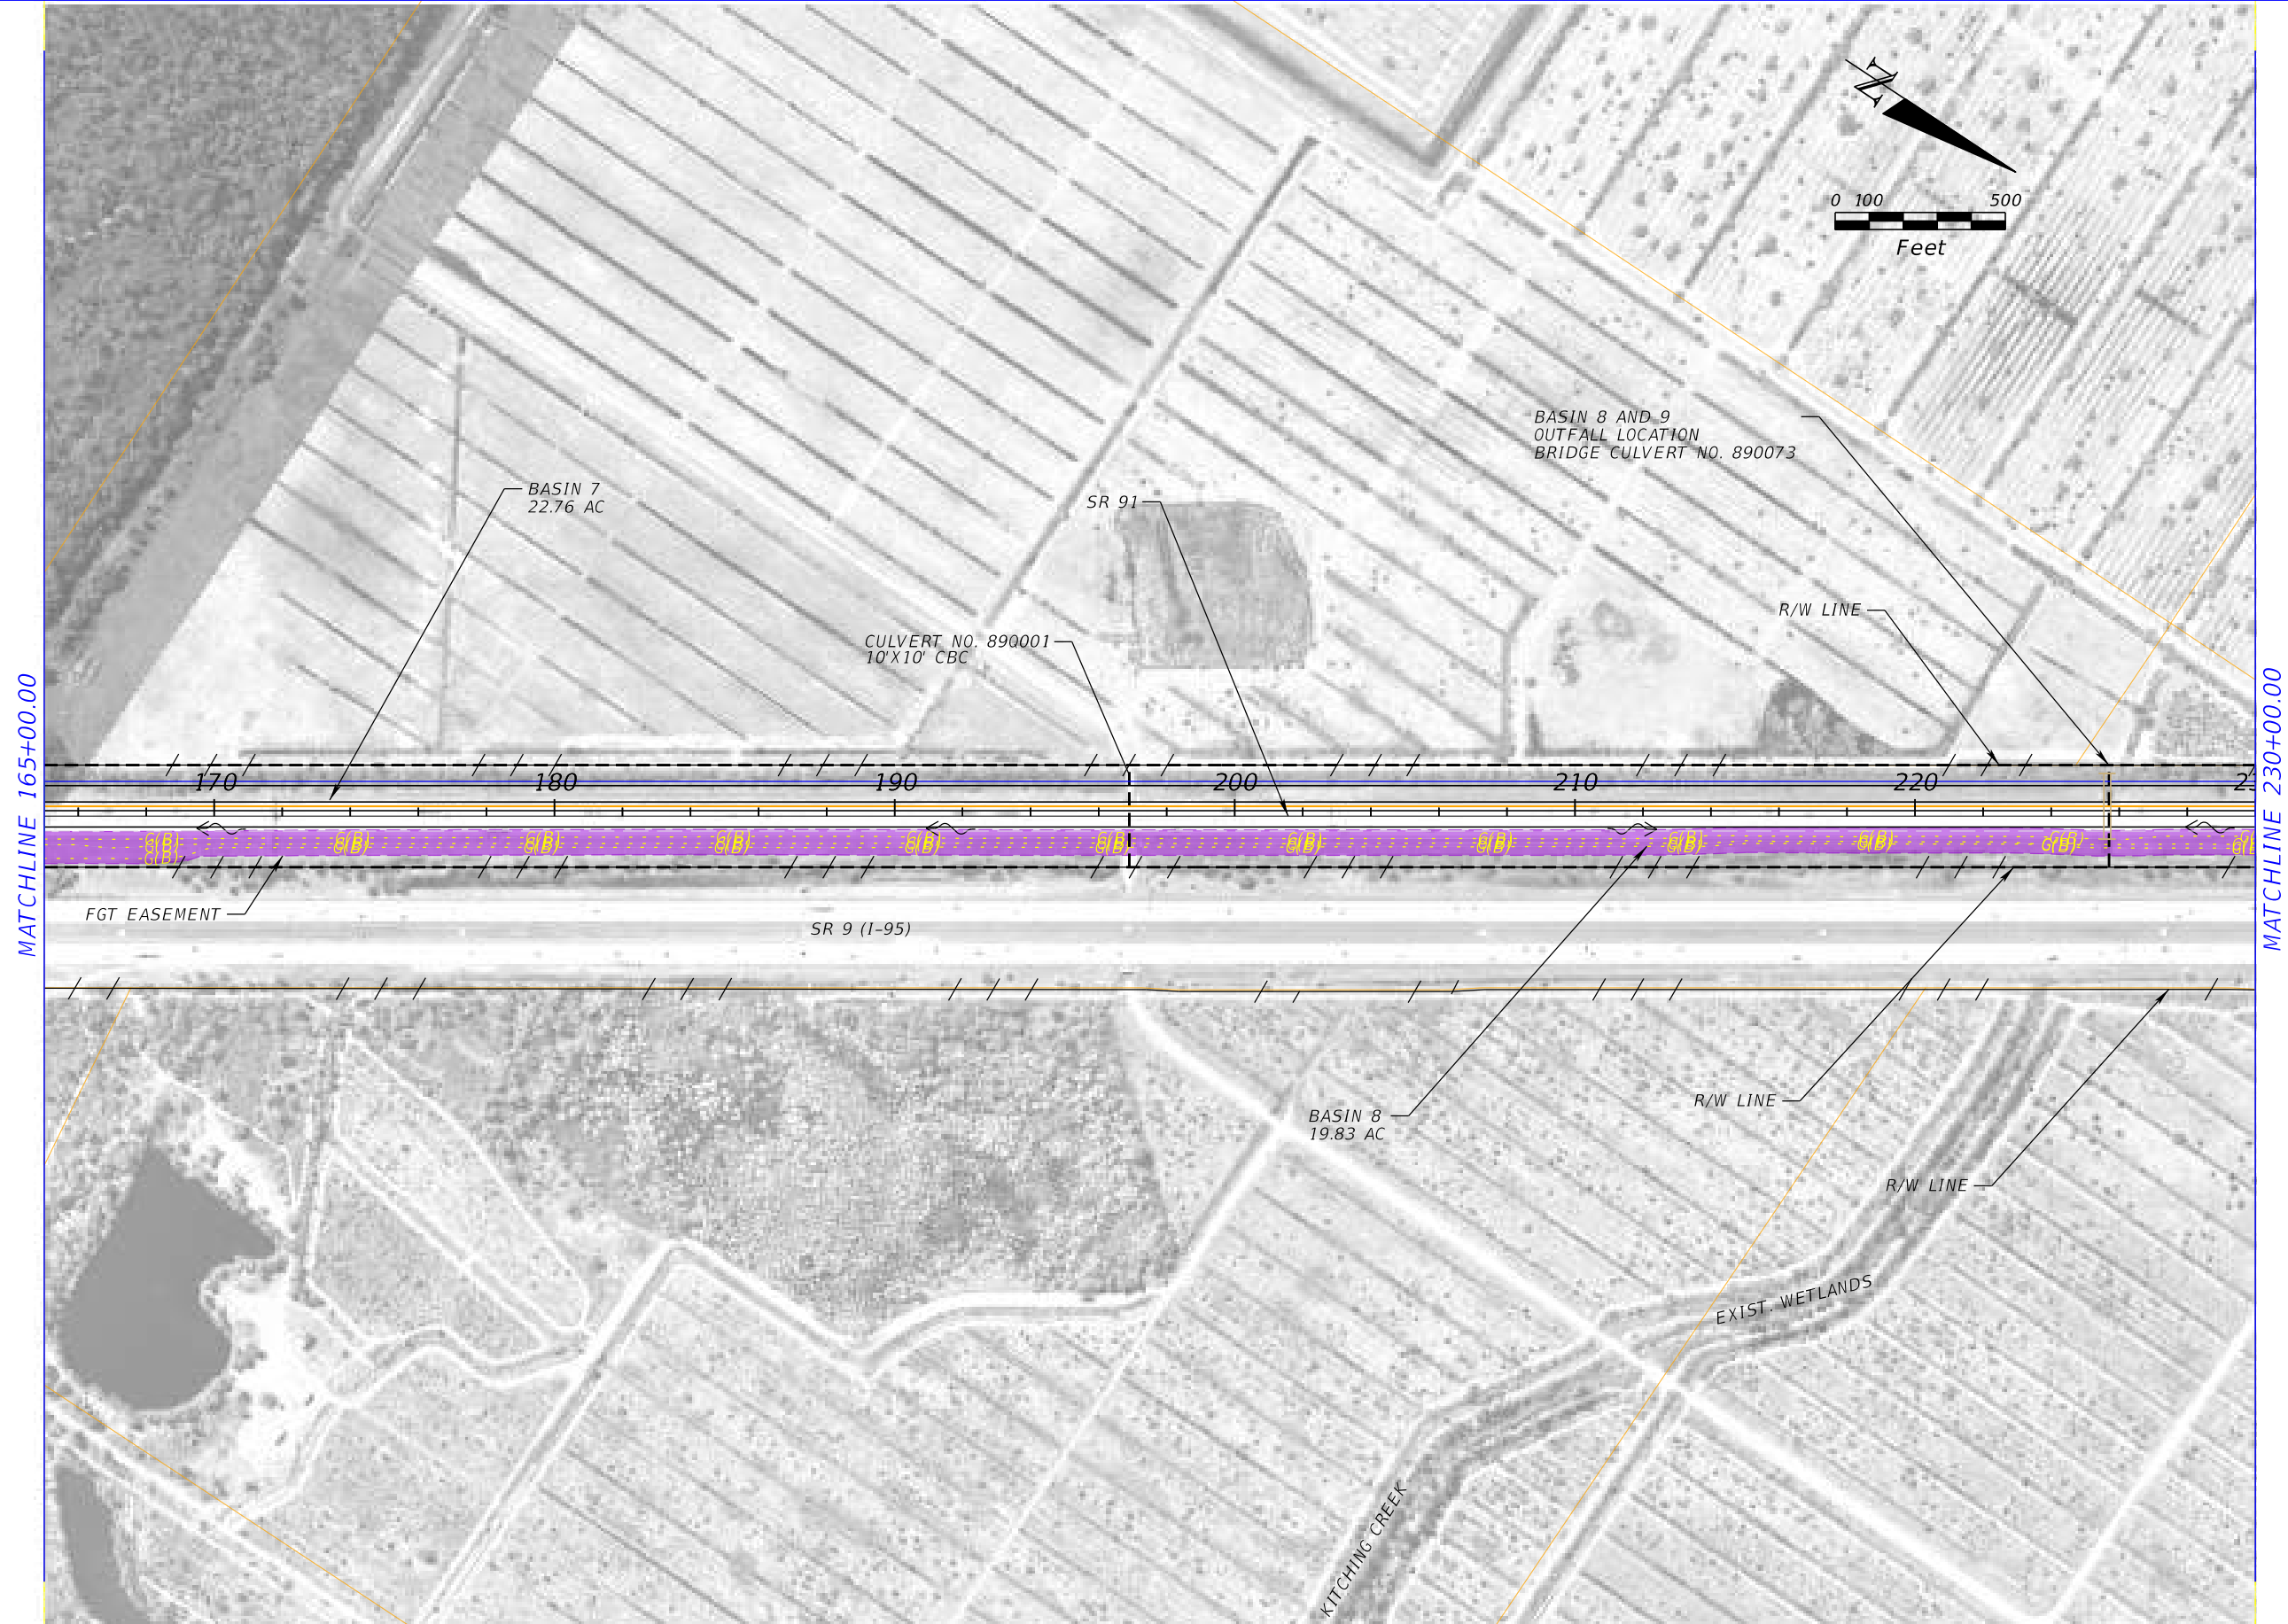 N
0 100 500
Feet
BASIN 8 AND 9
OUTFALL LOCATION
BRIDGE CULVERT NO. 890073
BASIN 7
22.76 AC
SR 91
R/W LINE
CULVERT NO. 890001
10'X10' CBC
MATCHLINE 165+00.00
MATCHLINE 230+00.00
170 180 190 200 210 220 23
G(B) G(B) G(B) G(B) G(B) G(B) G(B) G(B) G(B) G(B) G(B)
FGT EASEMENT
SR 9 (I-95)
BASIN 8
19.83 AC
R/W LINE
R/W LINE
EXIST. WETLANDS
KITCHING CREEK